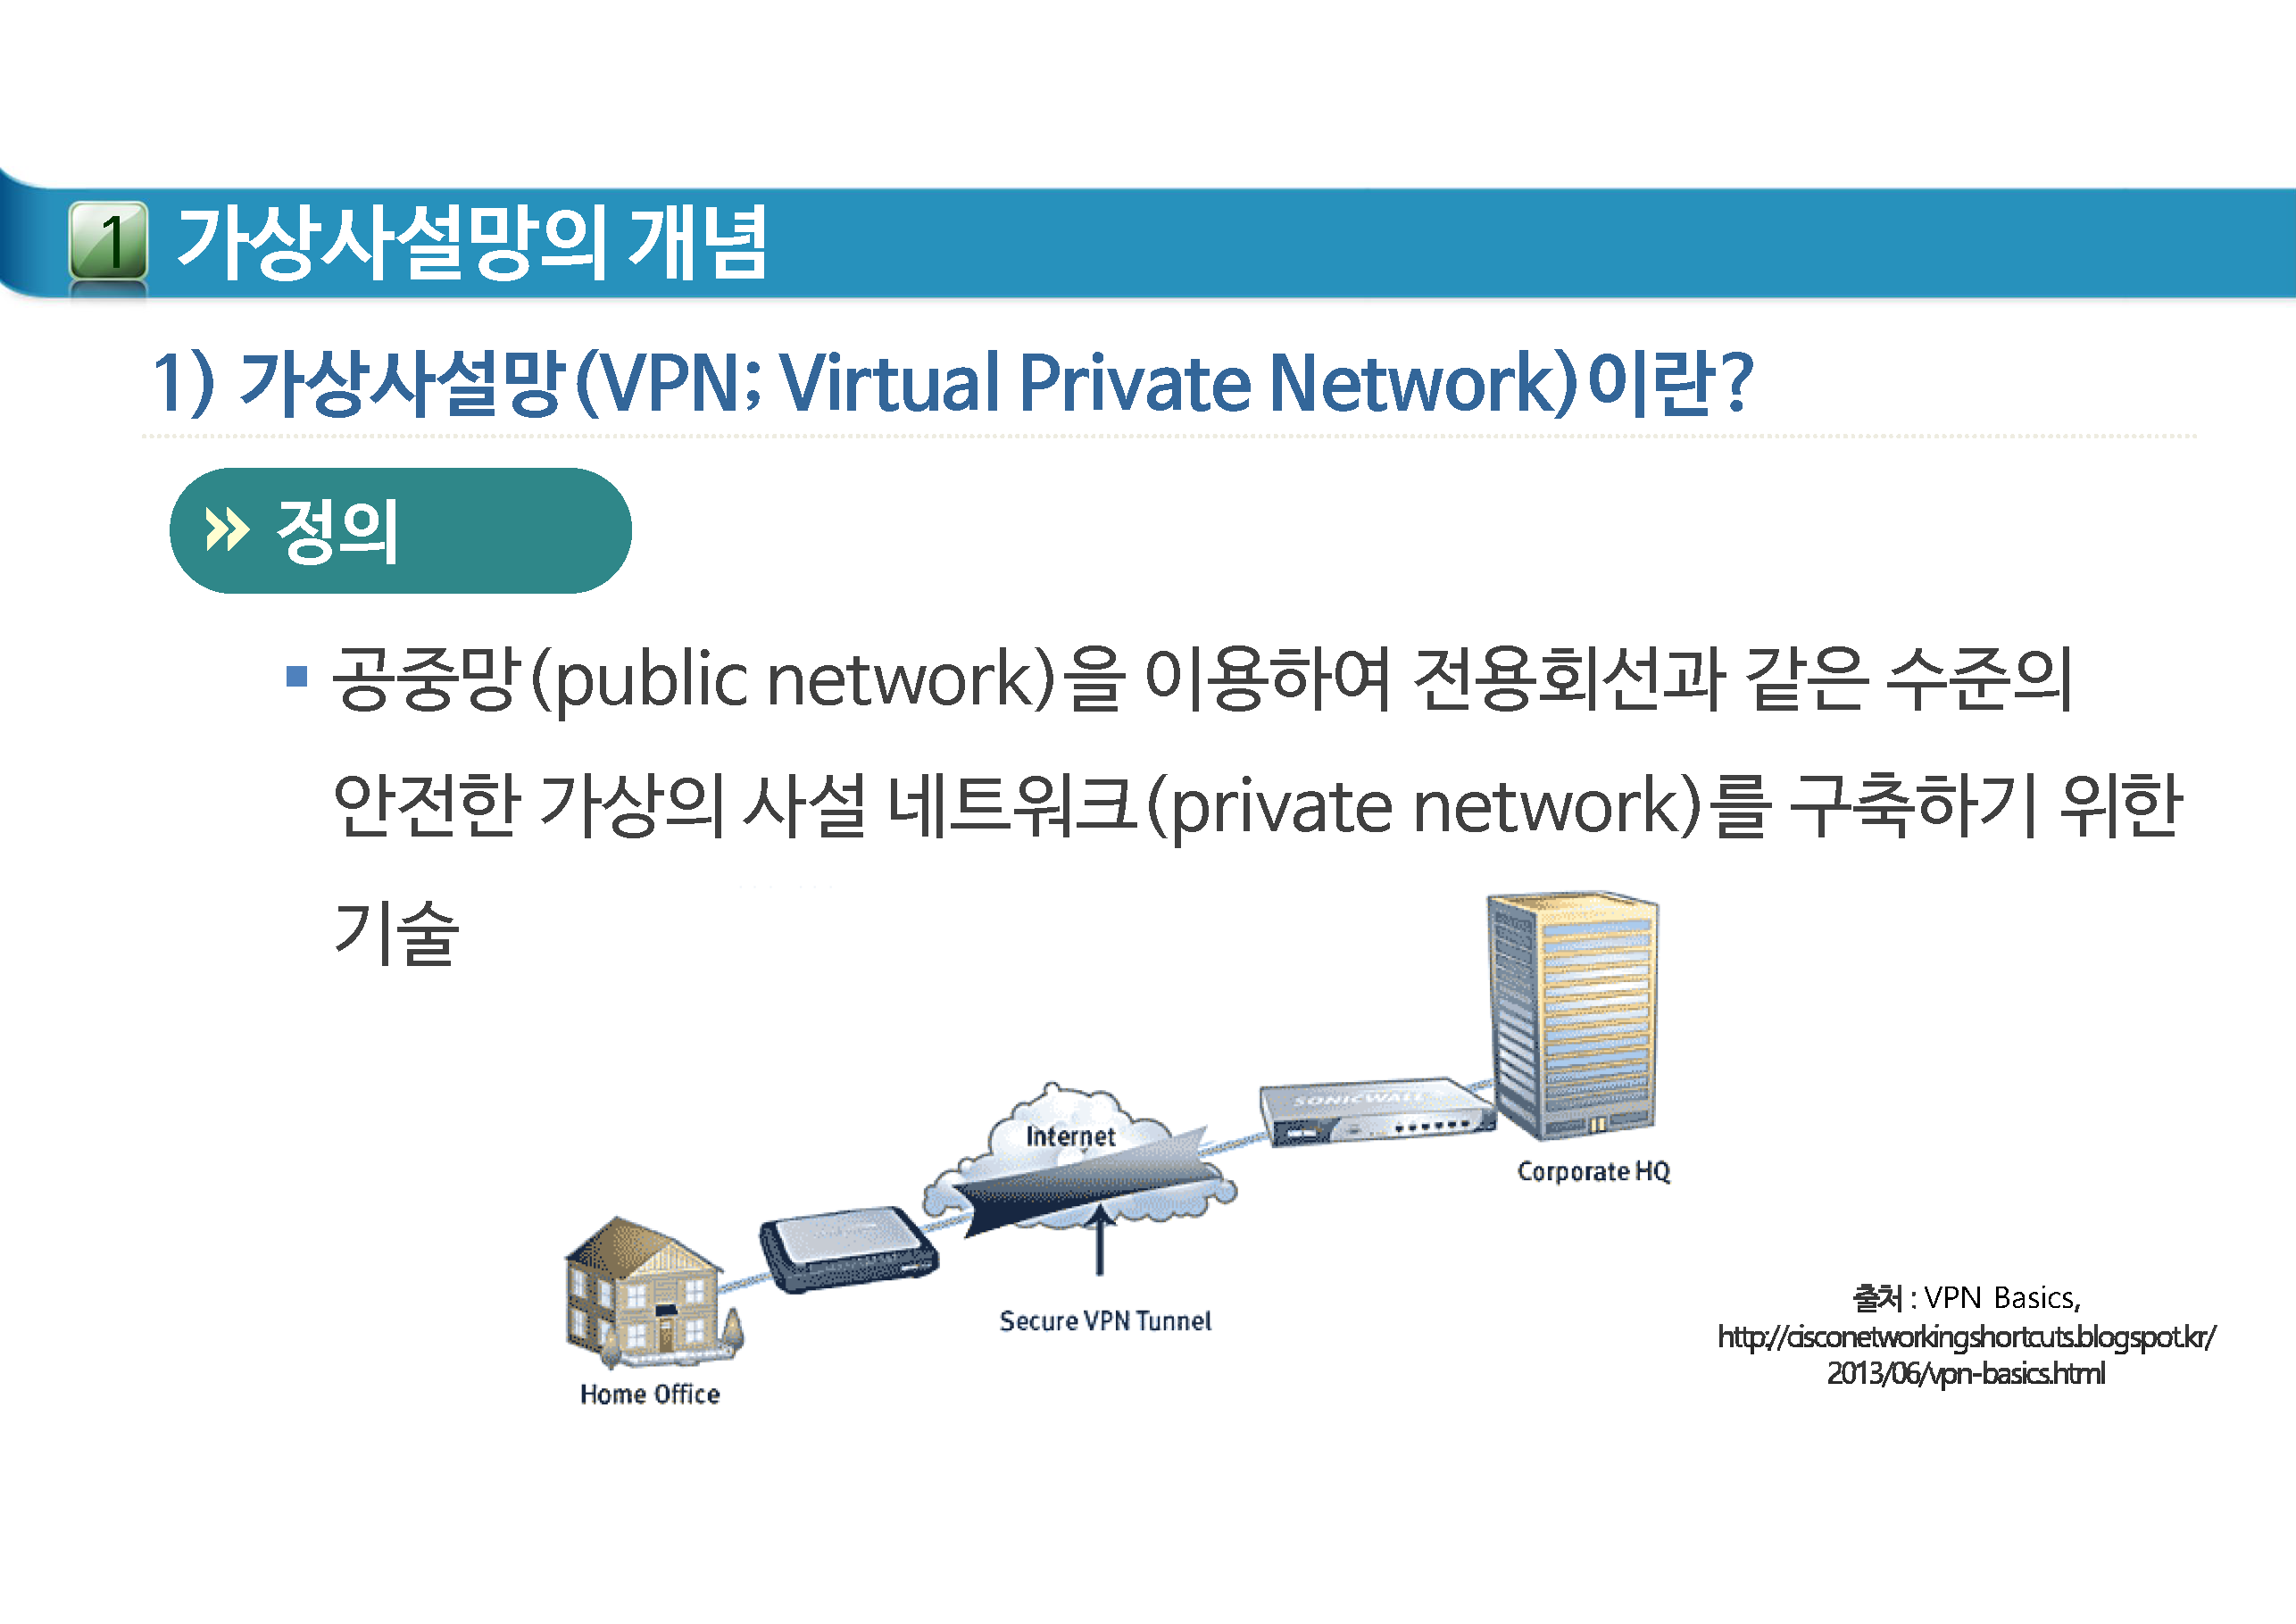 1 가상사설망의 개념
1) 가상사설망(VPN; Virtual Private Network)이란?
정의
공중망(public network)을 이용하여 전용회선과 같은 수준의
안전한 가상의 사설 네트워크(private network)를 구축하기 위한
기술
SONICWALL
Internet
Corporate HQ
Secure VPN Tunnel
Home Office
출처 : VPN Basics,
http://cisconetworkingshortcuts.blogspot.kr/
2013/06/vpn-basics.html